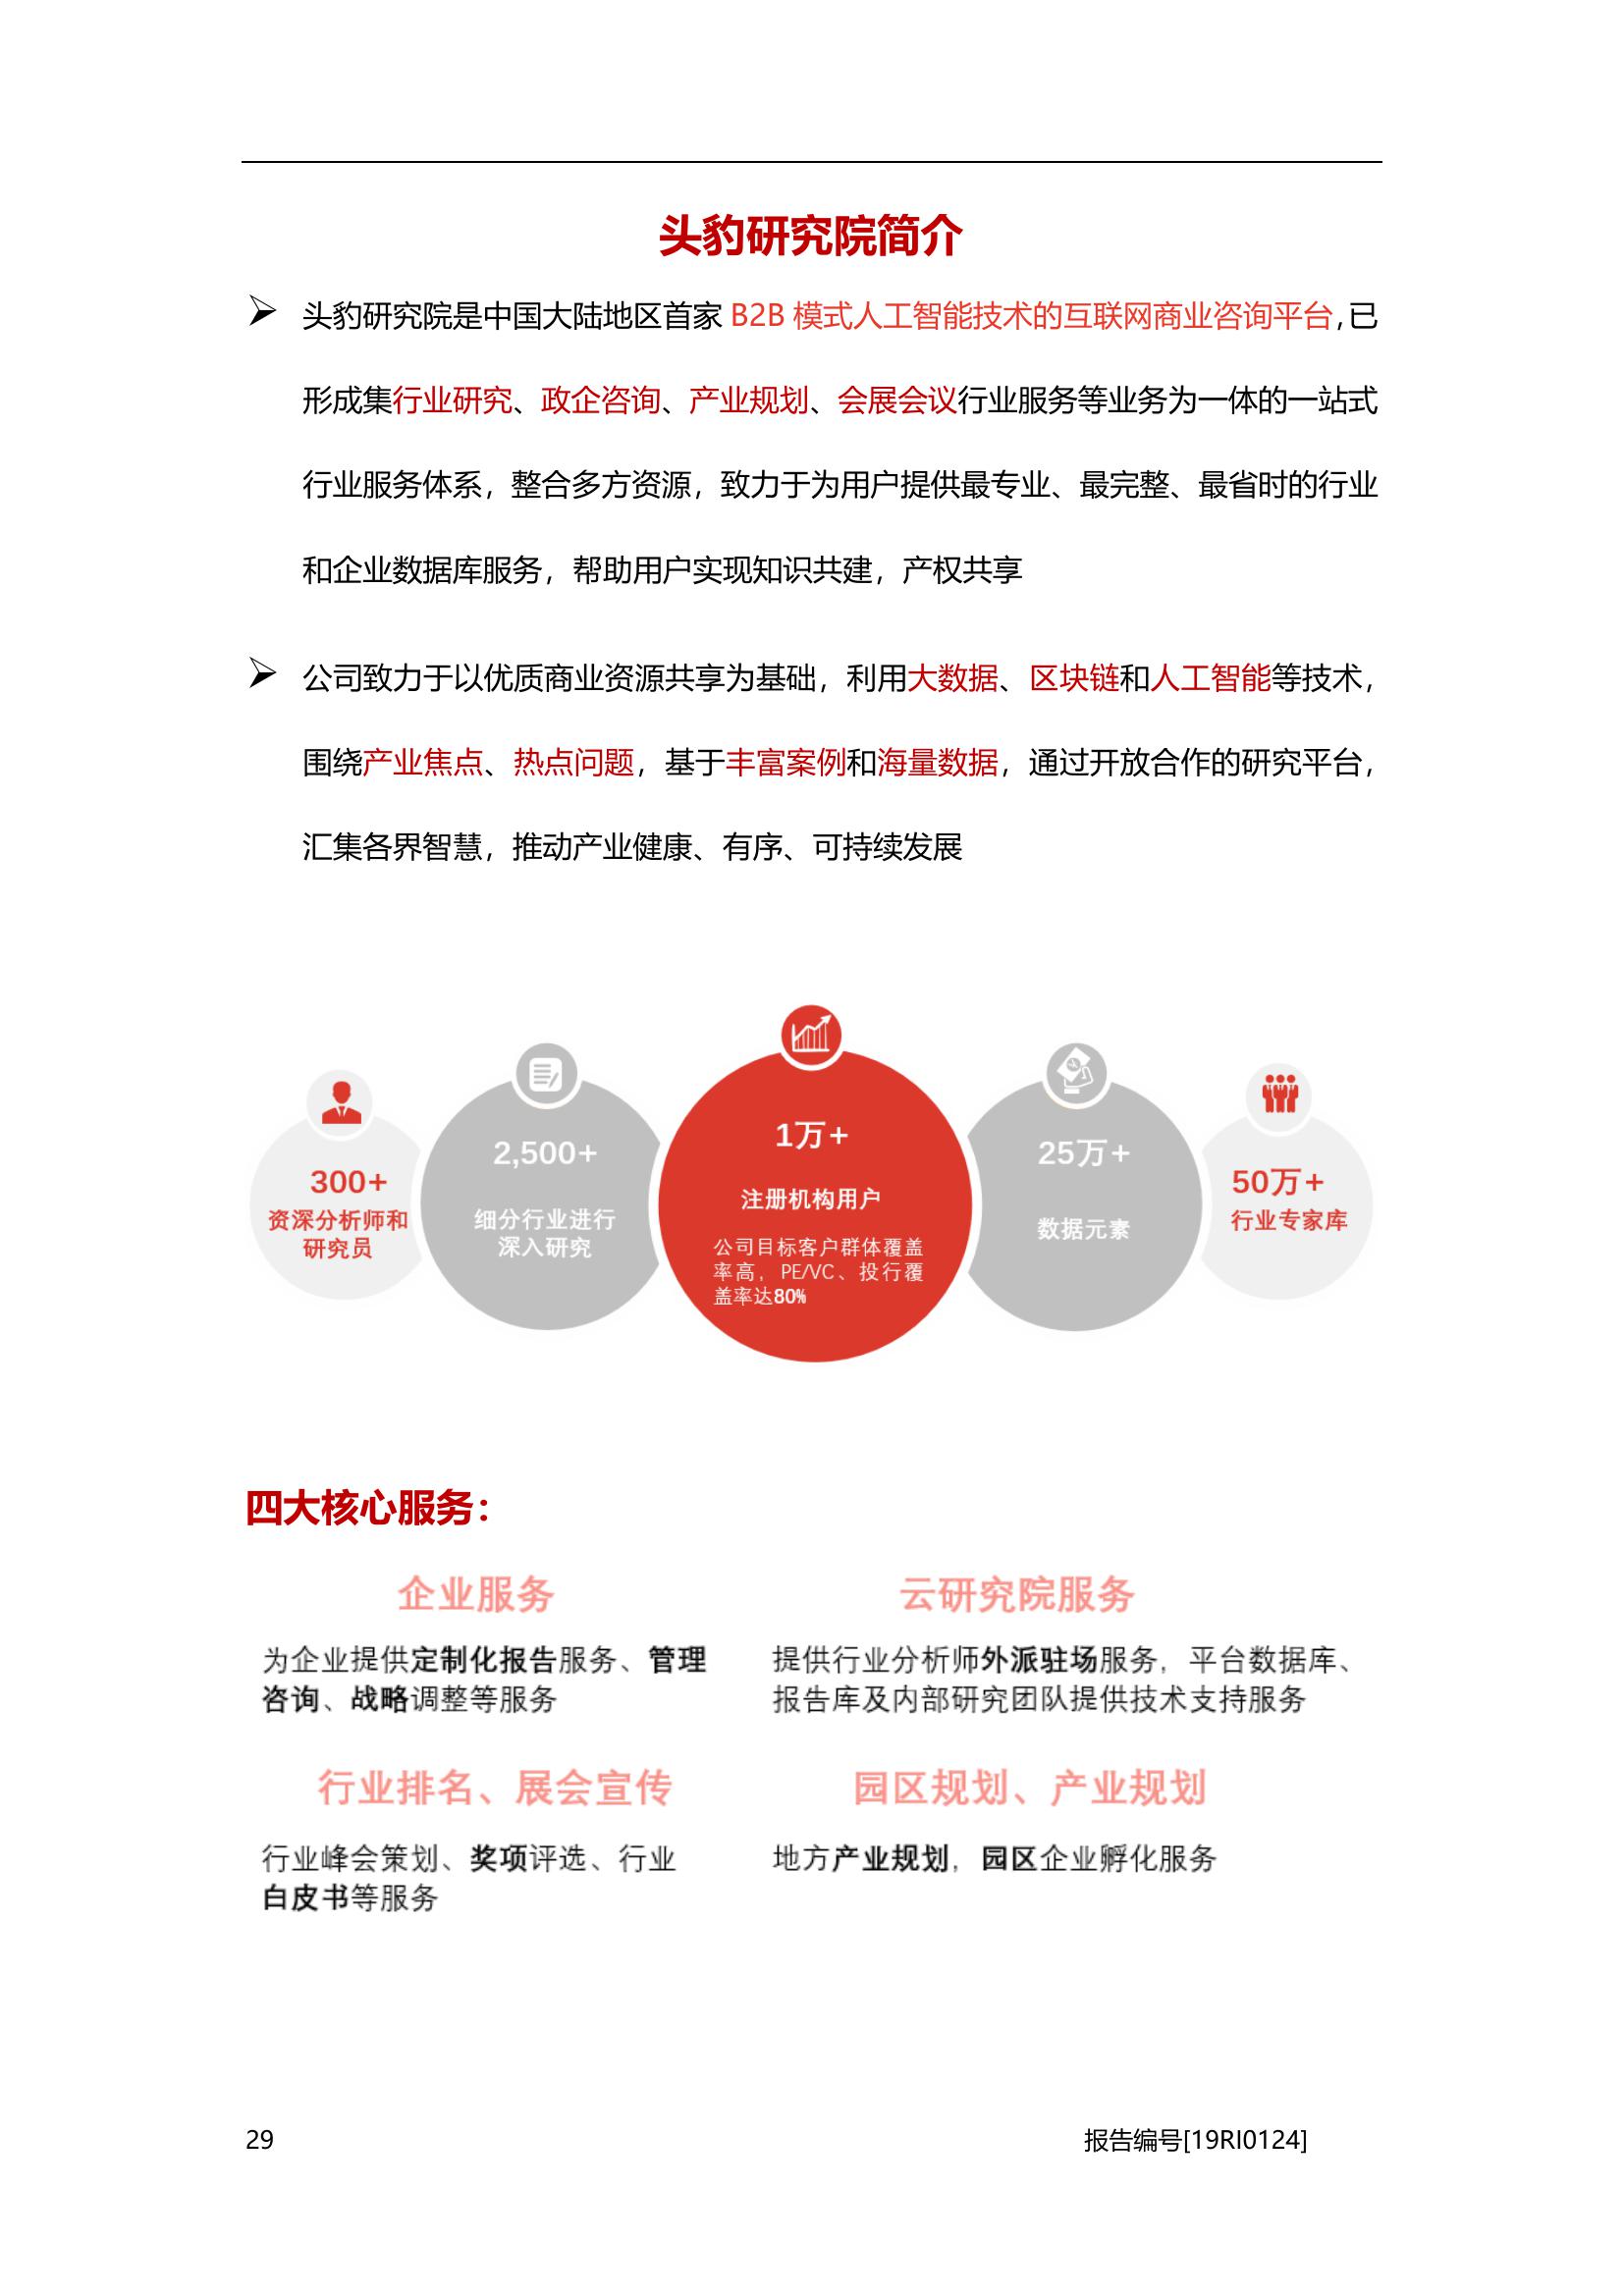 头豹研究院简介
➢ 头豹研究院是中国大陆地区首家 B2B 模式人工智能技术的互联网商业咨询平台，已
形成集行业研究、政企咨询、产业规划、会展会议行业服务等业务为一体的一站式
行业服务体系，整合多方资源，致力于为用户提供最专业、最完整、最省时的行业
和企业数据库服务，帮助用户实现知识共建，产权共享
➢ 公司致力于以优质商业资源共享为基础，利用大数据、区块链和人工智能等技术，
围绕产业焦点、热点问题，基于丰富案例和海量数据，通过开放合作的研究平台，
汇集各界智慧，推动产业健康、有序、可持续发展
300+
资深分析师和
研究员
2,500+
细分行业进行
深入研究
1万+
注册机构用户
公司目标客户群体覆盖
率高，PE/VC、投行覆
盖率达80%
25万+
数据元素
50万+
行业专家库
四大核心服务：
企业服务
为企业提供定制化报告服务、管理
咨询、战略调整等服务
云研究院服务
提供行业分析师外派驻场服务，平台数据库、
报告库及内部研究团队提供技术支持服务
行业排名、展会宣传
行业峰会策划、奖项评选、行业
白皮书等服务
园区规划、产业规划
地方产业规划，园区企业孵化服务
29
报告编号[19RI0124]